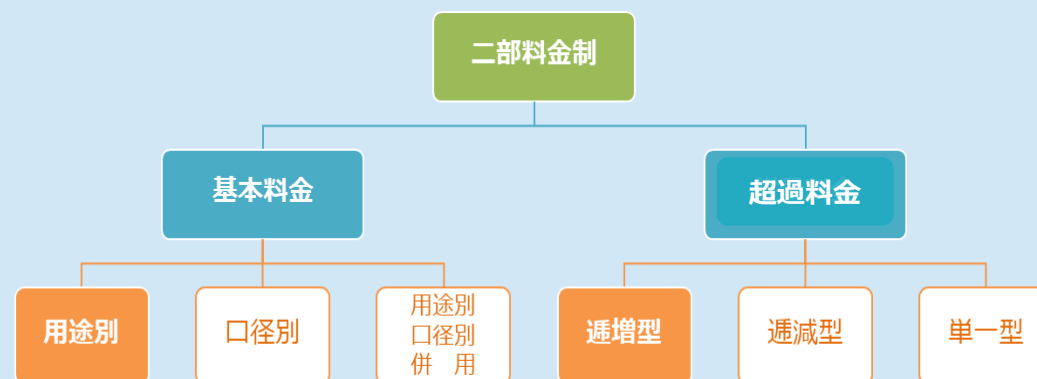 二部料金制
基本料金
超過料金
用途別
口径別
用途別
口径別
併　用
逓増型
逓減型
単一型